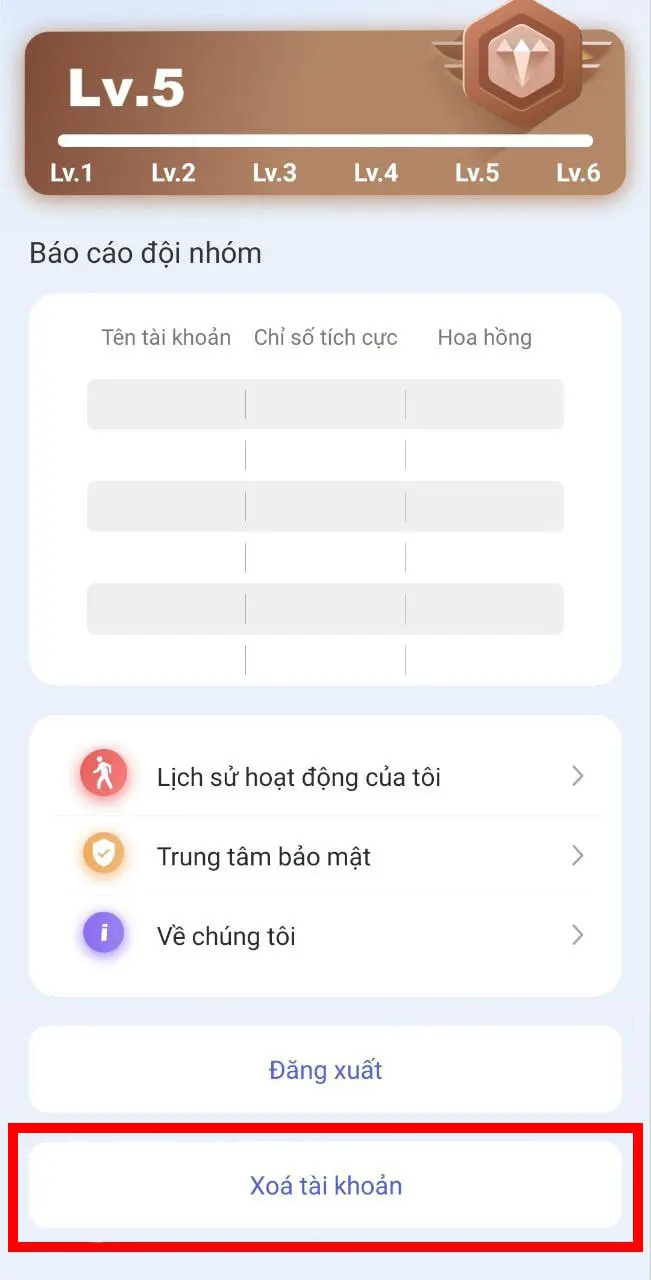 Lv.5
Lv.1 Lv.2 Lv.3 Lv.4 Lv.5 Lv.6
Báo cáo đội nhóm
Tên tài khoản Chỉ số tích cực Hoa hồng
Lịch sử hoạt động của tôi
Trung tâm bảo mật
Về chúng tôi
Đăng xuất
Xoá tài khoản